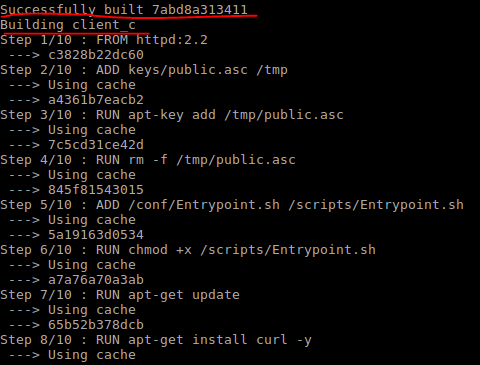 Successfully built 7abd8a313411
Building client_c
Step 1/10 : FROM httpd:2.2
---> c3828b22dc60
Step 2/10 : ADD keys/public.asc /tmp
---> Using cache
---> a4361b7eacb2
Step 3/10 : RUN apt-key add /tmp/public.asc
---> Using cache
---> 7c5cd31ce42d
Step 4/10 : RUN rm -f /tmp/public.asc
---> Using cache
---> 845f81543015
Step 5/10 : ADD /conf/Entrypoint.sh /scripts/Entrypoint.sh
---> Using cache
---> 5a19163d0534
Step 6/10 : RUN chmod +x /scripts/Entrypoint.sh
---> Using cache
---> a7a76a70a3ab
Step 7/10 : RUN apt-get update
---> Using cache
---> 65b52b378dcb
Step 8/10 : RUN apt-get install curl -y
---> Using cache